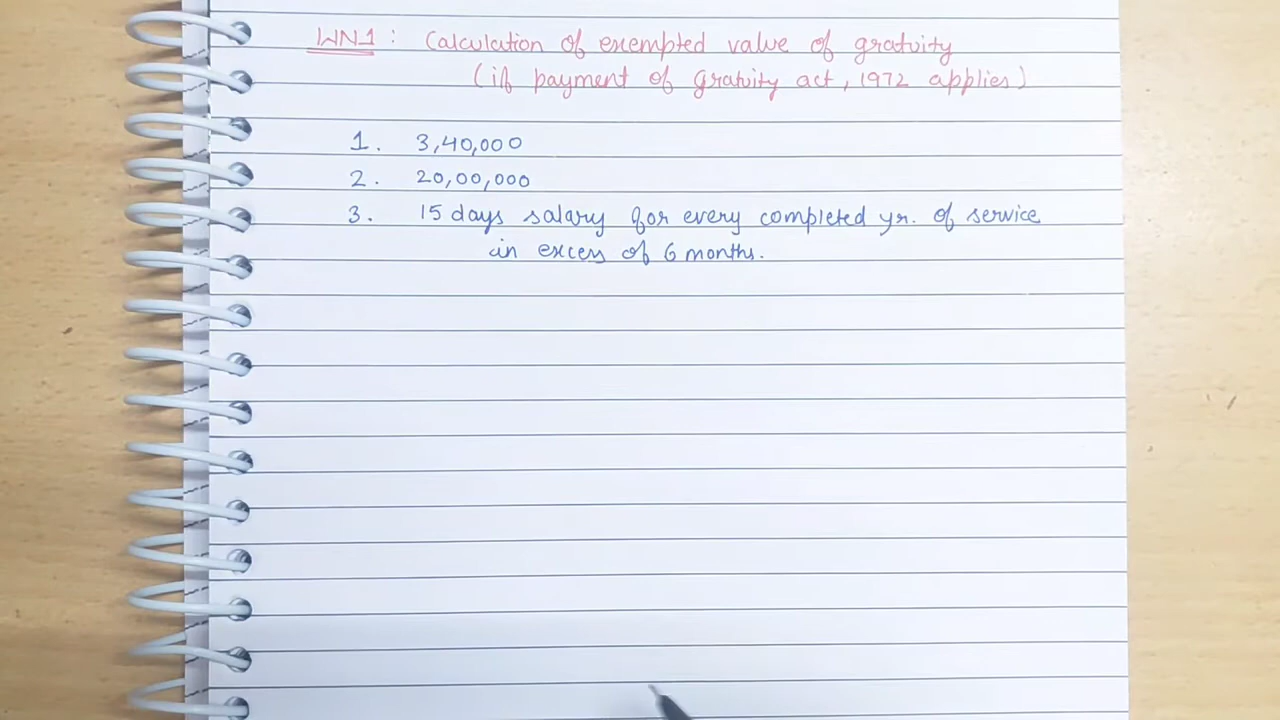 WN1 : Calculation of exempted value of gratuity
(if payment of gratuity act, 1972 applies)
1. 3,40,000
2. 20,00,000
3. 15 days salary for every completed yr. of service
in excess of 6 months.